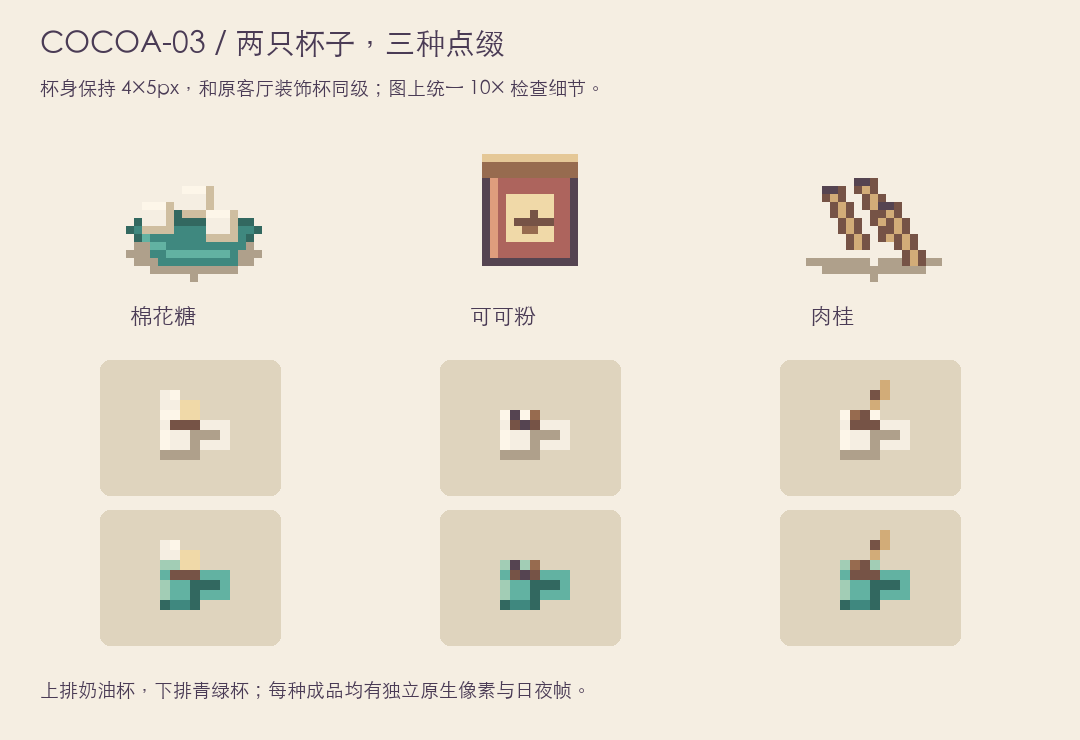 COCOA-03 / 两只杯子，三种点缀
杯身保持 4×5px，和原客厅装饰杯同级；图上统一 10× 检查细节。
棉花糖
可可粉
肉桂
上排奶油杯，下排青绿杯；每种成品均有独立原生像素与日夜帧。